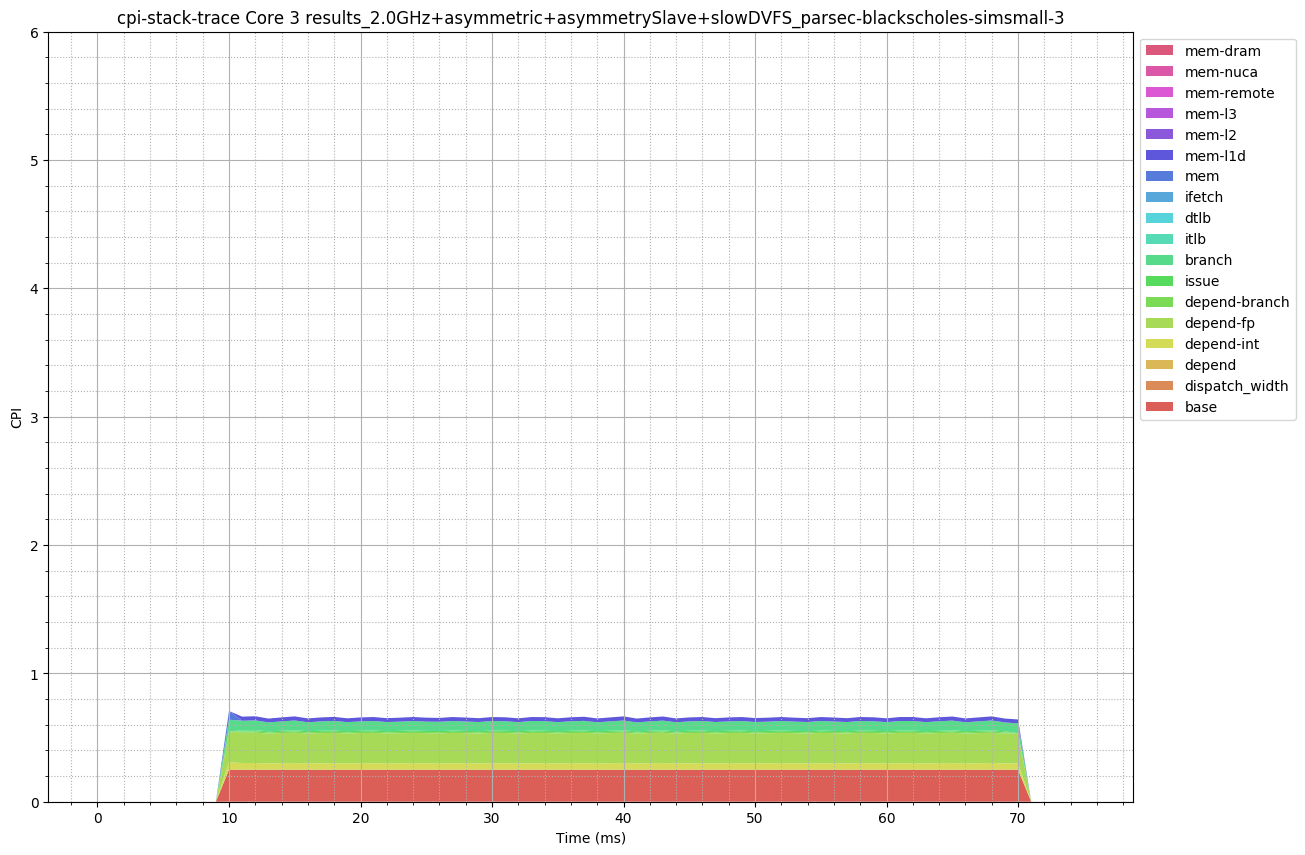 cpi-stack-trace Core 3 results_2.0GHz+asymmetric+asymmetrySlave+slowDVFS_parsec-blackscholes-simsmall-3
6
5
4
3
2
1
0
CPI
0 10 20 30 40 50 60 70
Time (ms)
mem-dram
mem-nuca
mem-remote
mem-l3
mem-l2
mem-l1d
mem
ifetch
dtlb
itlb
branch
issue
depend-branch
depend-fp
depend-int
depend
dispatch_width
base